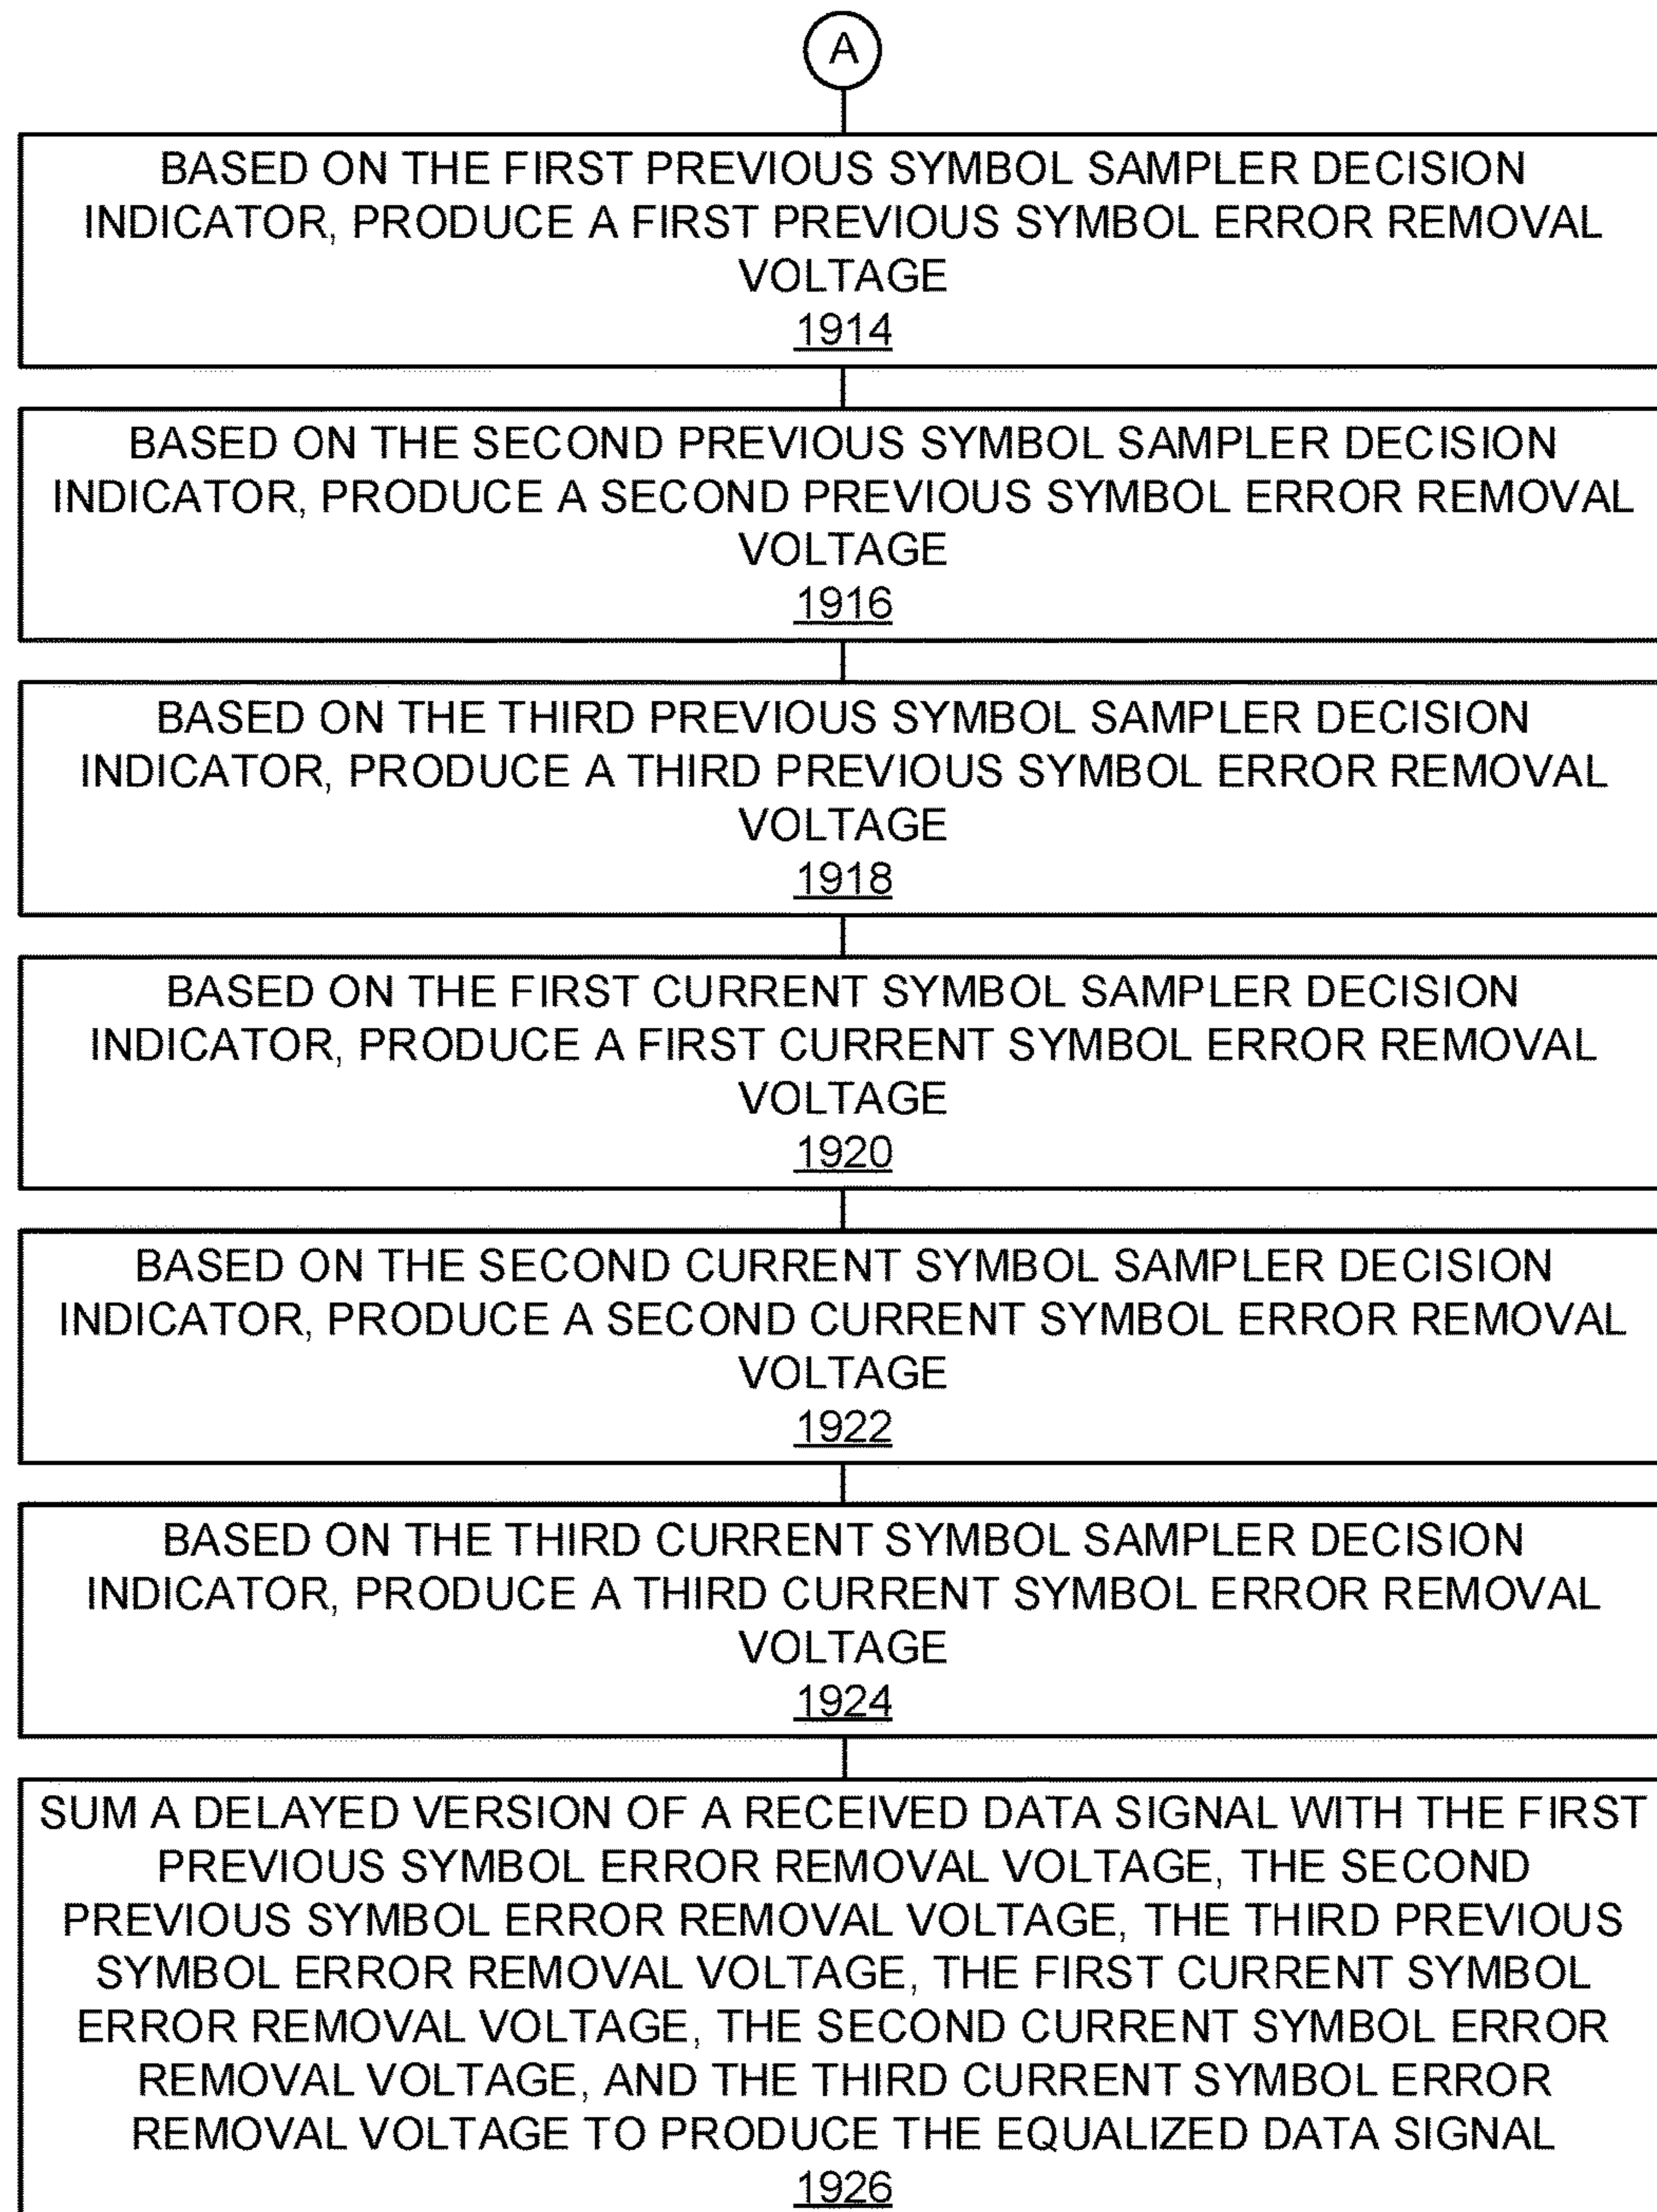 A
BASED ON THE FIRST PREVIOUS SYMBOL SAMPLER DECISION
INDICATOR, PRODUCE A FIRST PREVIOUS SYMBOL ERROR REMOVAL
VOLTAGE
1914
BASED ON THE SECOND PREVIOUS SYMBOL SAMPLER DECISION
INDICATOR, PRODUCE A SECOND PREVIOUS SYMBOL ERROR REMOVAL
VOLTAGE
1916
BASED ON THE THIRD PREVIOUS SYMBOL SAMPLER DECISION
INDICATOR, PRODUCE A THIRD PREVIOUS SYMBOL ERROR REMOVAL
VOLTAGE
1918
BASED ON THE FIRST CURRENT SYMBOL SAMPLER DECISION
INDICATOR, PRODUCE A FIRST CURRENT SYMBOL ERROR REMOVAL
VOLTAGE
1920
BASED ON THE SECOND CURRENT SYMBOL SAMPLER DECISION
INDICATOR, PRODUCE A SECOND CURRENT SYMBOL ERROR REMOVAL
VOLTAGE
1922
BASED ON THE THIRD CURRENT SYMBOL SAMPLER DECISION
INDICATOR, PRODUCE A THIRD CURRENT SYMBOL ERROR REMOVAL
VOLTAGE
1924
SUM A DELAYED VERSION OF A RECEIVED DATA SIGNAL WITH THE FIRST
PREVIOUS SYMBOL ERROR REMOVAL VOLTAGE, THE SECOND
PREVIOUS SYMBOL ERROR REMOVAL VOLTAGE, THE THIRD PREVIOUS
SYMBOL ERROR REMOVAL VOLTAGE, THE FIRST CURRENT SYMBOL
ERROR REMOVAL VOLTAGE, THE SECOND CURRENT SYMBOL ERROR
REMOVAL VOLTAGE, AND THE THIRD CURRENT SYMBOL ERROR
REMOVAL VOLTAGE TO PRODUCE THE EQUALIZED DATA SIGNAL
1926